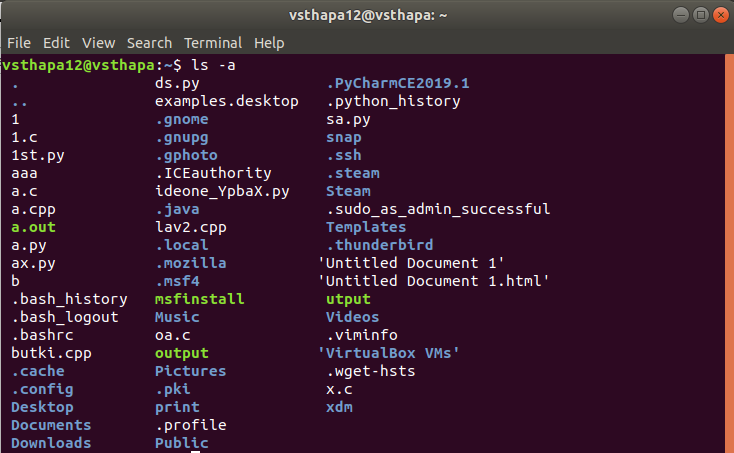 vsthapa12@vsthapa: ~
File Edit View Search Terminal Help
vsthapa12@vsthapa:~$ ls -a
. ds.py .PyCharmCE2019.1
.. examples.desktop .python_history
1 .gnome sa.py
1.c .gnupg snap
1st.py .gphoto .ssh
aaa .ICEauthority .steam
a.c ideone_YpbaX.py Steam
a.cpp .java .sudo_as_admin_successful
a.out lav2.cpp Templates
a.py .local .thunderbird
ax.py .mozilla 'Untitled Document 1'
b .msf4 'Untitled Document 1.html'
.bash_history msfinstall utput
.bash_logout Music Videos
.bashrc oa.c .viminfo
butki.cpp output 'VirtualBox VMs'
.cache Pictures .wget-hsts
.config .pki x.c
Desktop print xdm
Documents .profile
Downloads Public